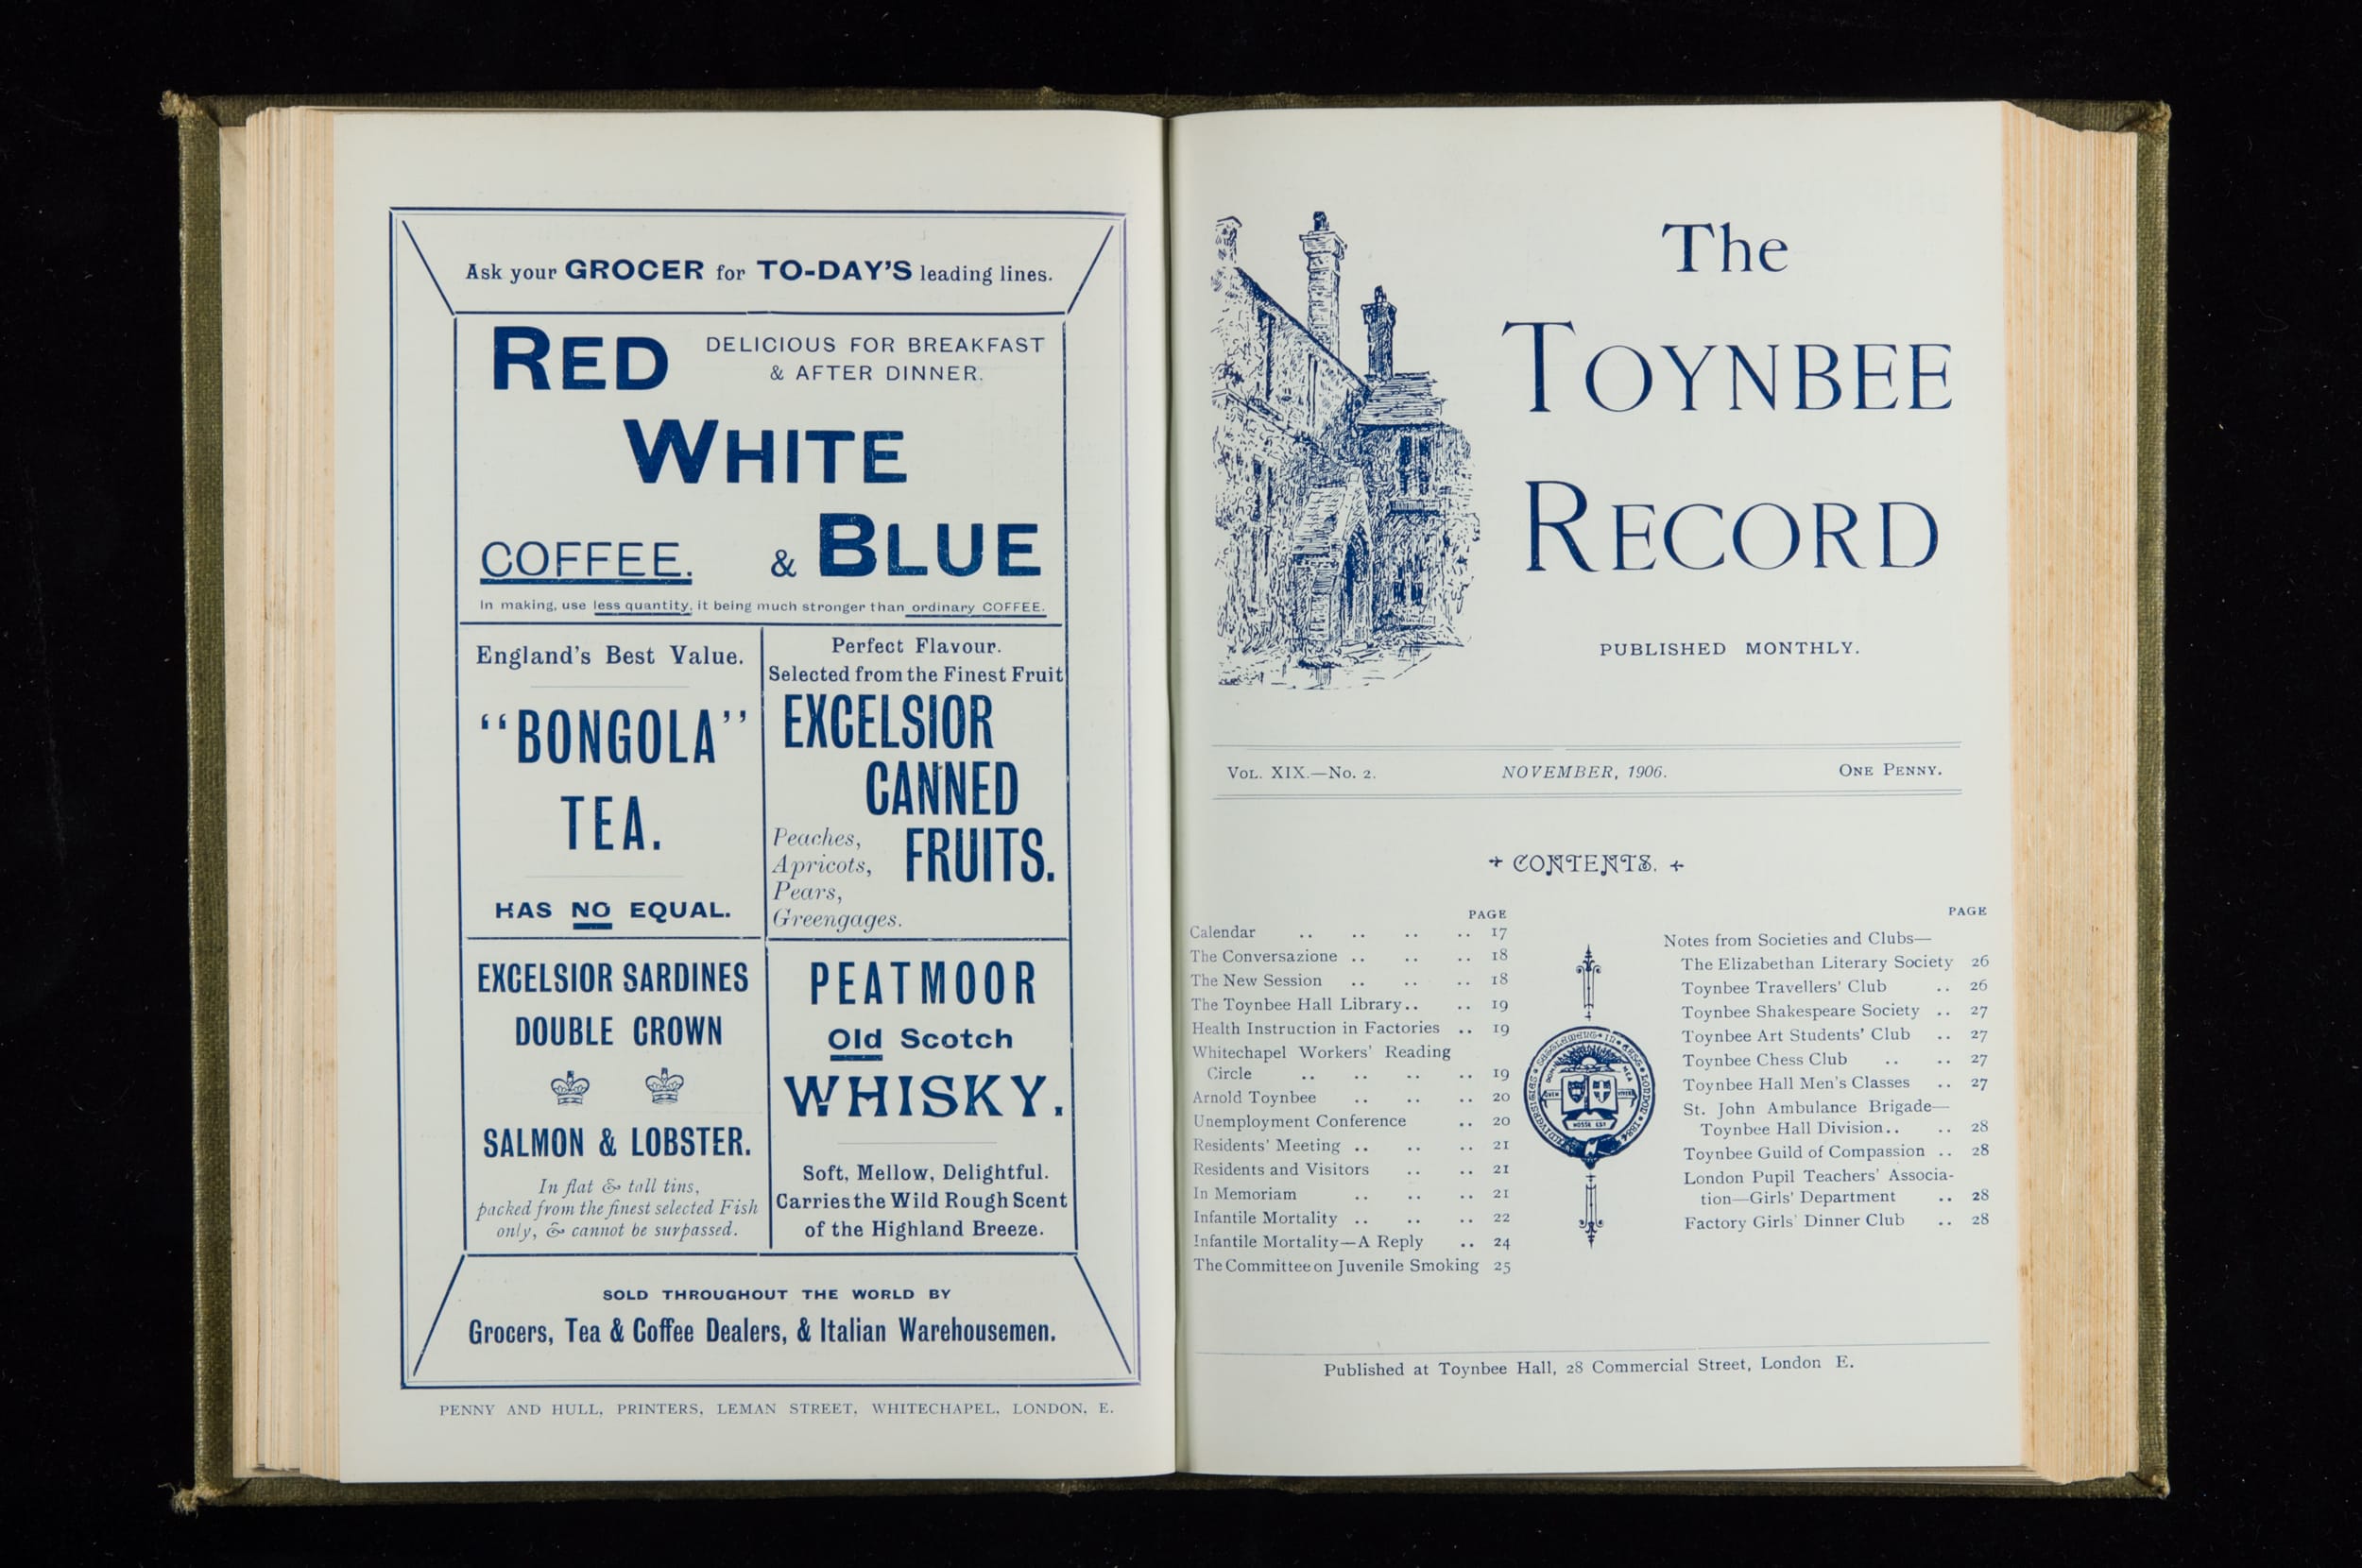 Ask your GROCER for TO-DAY'S leading lines.
RED
DELICIOUS FOR BREAKFAST
& AFTER DINNER.
WHITE
COFFEE. & BLUE
In making, use less quantity, it being much stronger than ordinary COFFEE.
England's Best Value.
"BONGOLA"
TEA.
HAS NO EQUAL.
Perfect Flavour.
Selected from the Finest Fruit
EXCELSIOR
CANNED
FRUITS.
Peaches,
Apricots,
Pears,
Greengages.
EXCELSIOR SARDINES
DOUBLE CROWN
SALMON & LOBSTER.
In flat & tall tins,
packed from the finest selected Fish
only, & cannot be surpassed.
PEATMOOR
Old Scotch
WHISKY.
Soft, Mellow, Delightful.
Carries the Wild Rough Scent
of the Highland Breeze.
SOLD THROUGHOUT THE WORLD BY
Grocers, Tea & Coffee Dealers, & Italian Warehousemen.
PENNY AND HULL, PRINTERS, LEMAN STREET, WHITECHAPEL, LONDON, E.
The
TOYNBEE
RECORD
PUBLISHED MONTHLY.
VOL. XIX.—No. 2. NOVEMBER, 1906. ONE PENNY.
CONTENTS.
PAGE
Calendar .. .. .. .. 17
The Conversazione .. .. .. 18
The New Session .. .. .. 18
The Toynbee Hall Library .. .. 19
Health Instruction in Factories .. 19
Whitechapel Workers' Reading
Circle .. .. .. .. 19
Arnold Toynbee .. .. .. 20
Unemployment Conference .. 20
Residents' Meeting .. .. .. 21
Residents and Visitors .. .. 21
In Memoriam .. .. .. 21
Infantile Mortality .. .. .. 22
Infantile Mortality—A Reply .. 24
The Committee on Juvenile Smoking 25
PAGE
Notes from Societies and Clubs—
The Elizabethan Literary Society 26
Toynbee Travellers' Club .. 26
Toynbee Shakespeare Society .. 27
Toynbee Art Students' Club .. 27
Toynbee Chess Club .. .. 27
Toynbee Hall Men's Classes .. 27
St. John Ambulance Brigade—
Toynbee Hall Division .. .. 28
Toynbee Guild of Compassion .. 28
London Pupil Teachers' Associa-
tion—Girls' Department .. 28
Factory Girls' Dinner Club .. 28
Published at Toynbee Hall, 28 Commercial Street, London E.